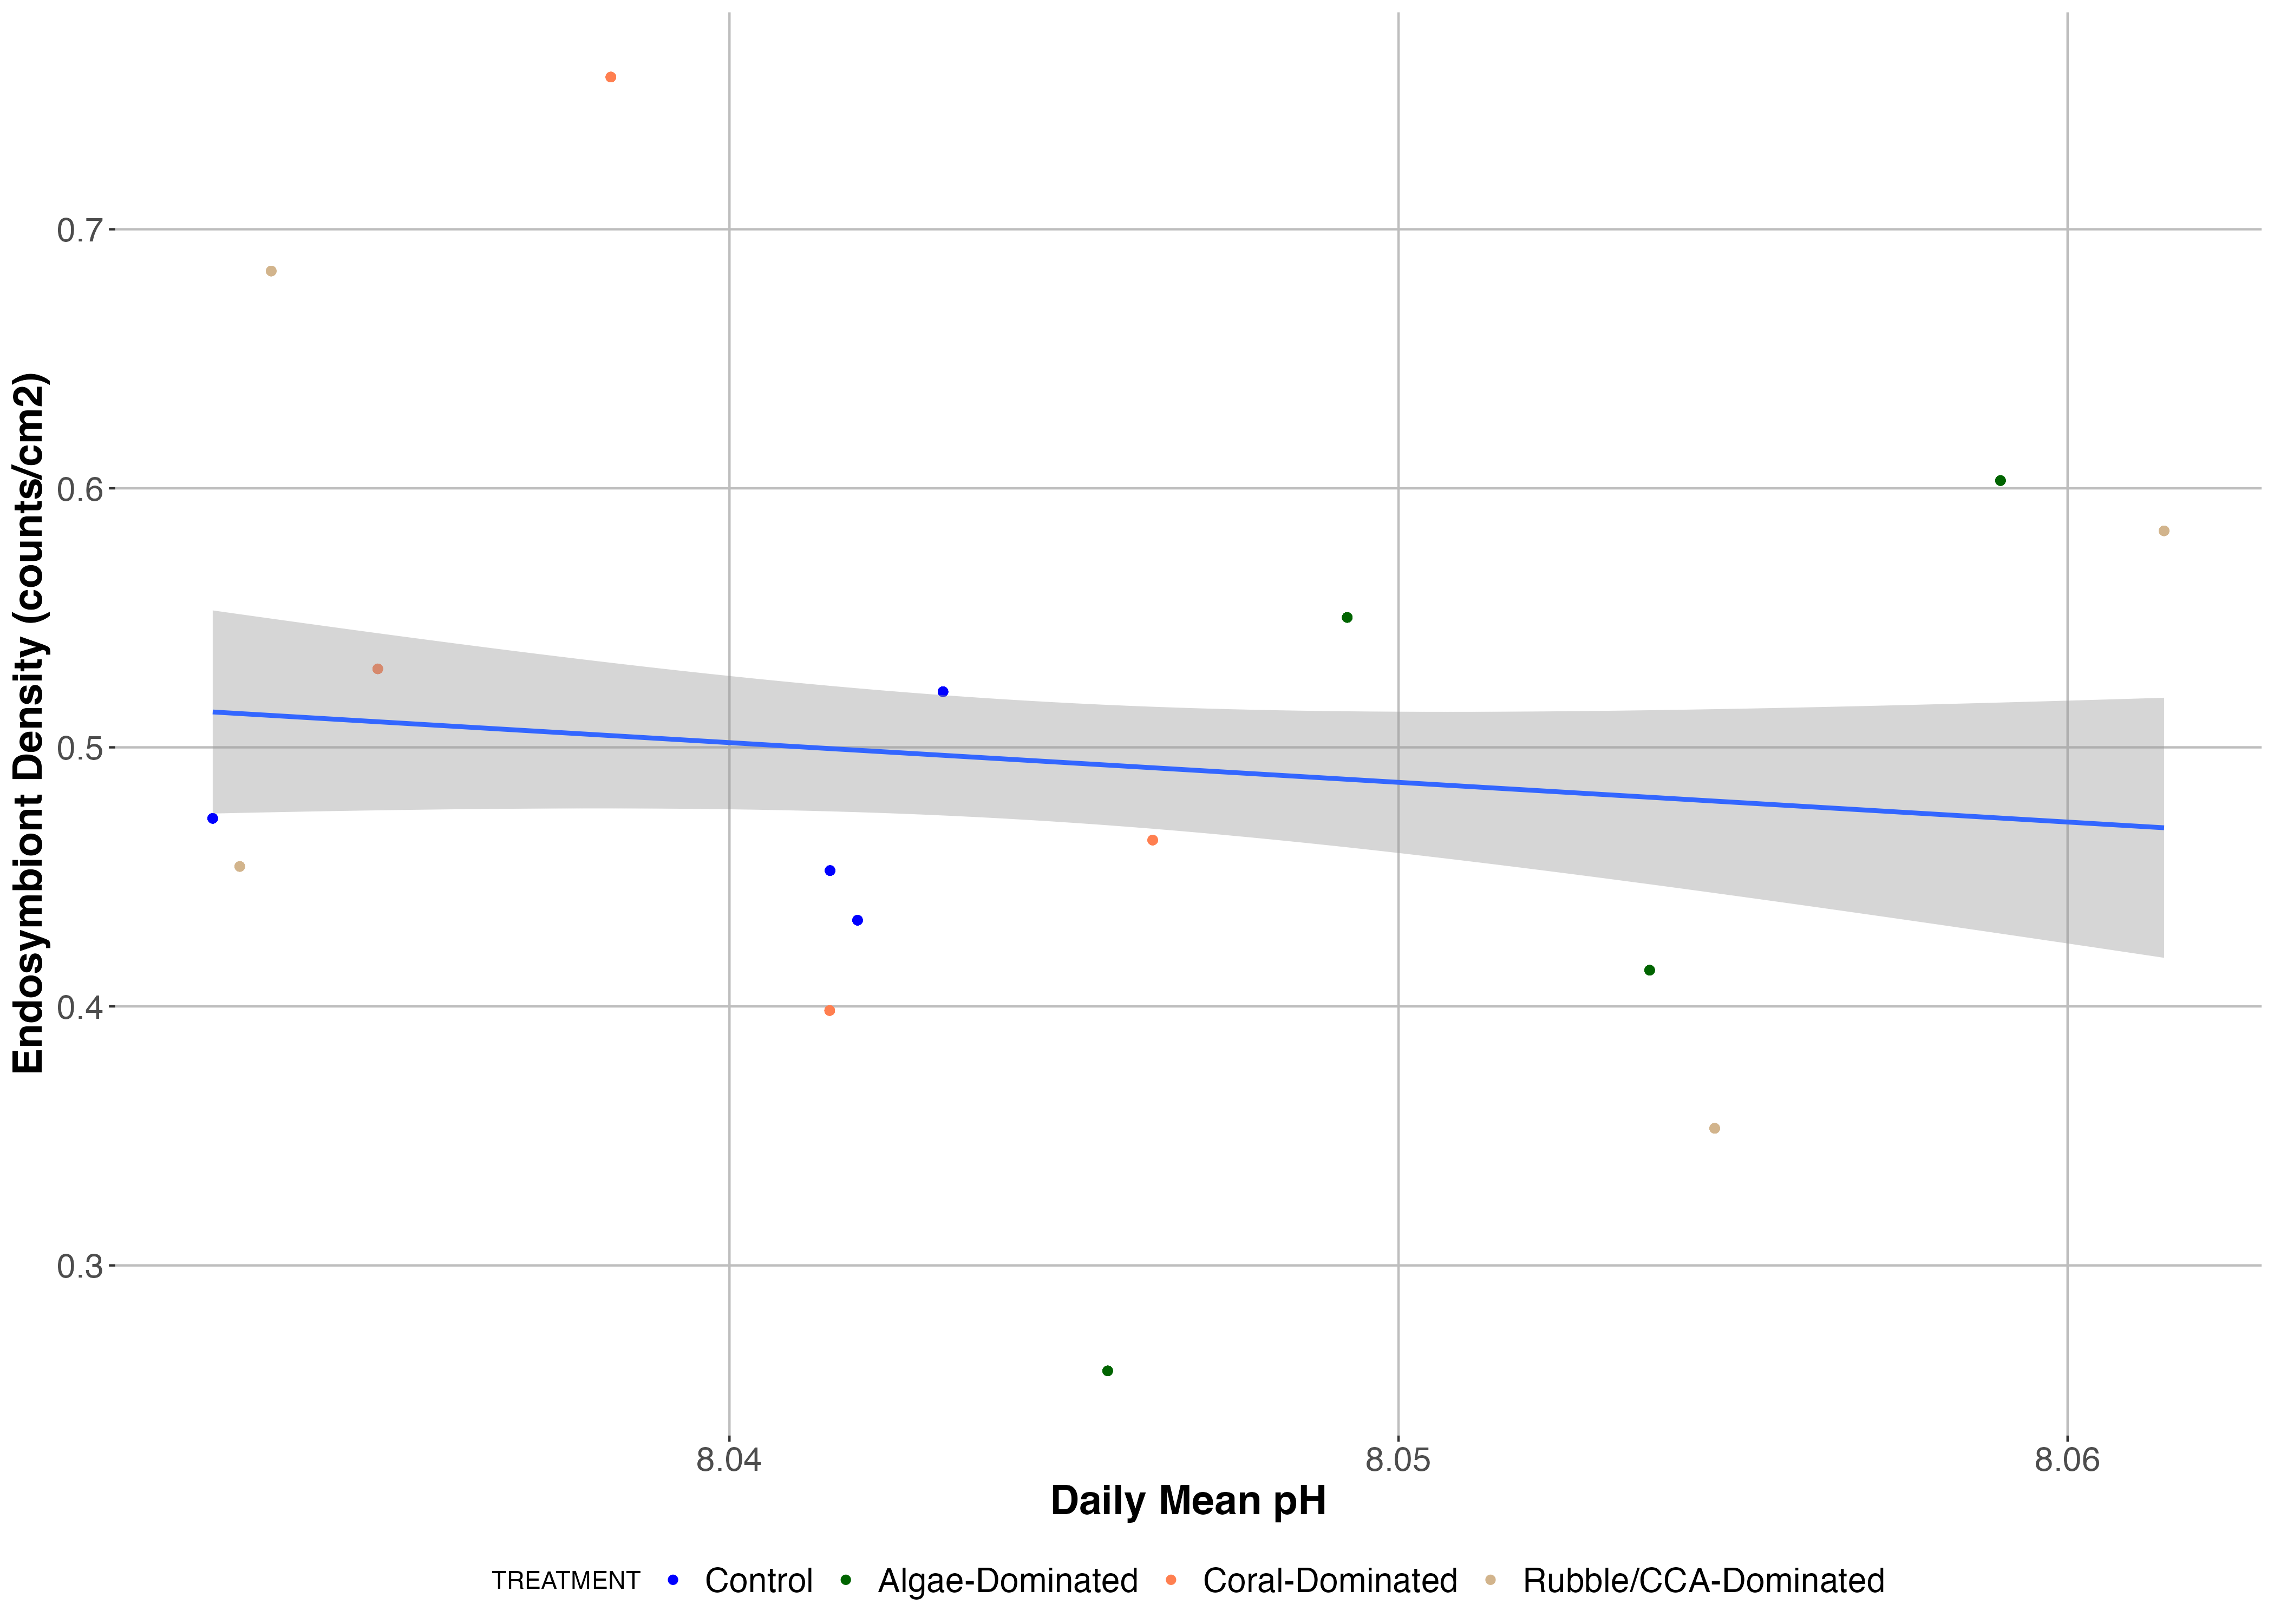 Endosymbiont Density (counts/cm2)
0.7
0.6
0.5
0.4
0.3
8.04 8.05 8.06
Daily Mean pH
TREATMENT Control Algae-Dominated Coral-Dominated Rubble/CCA-Dominated